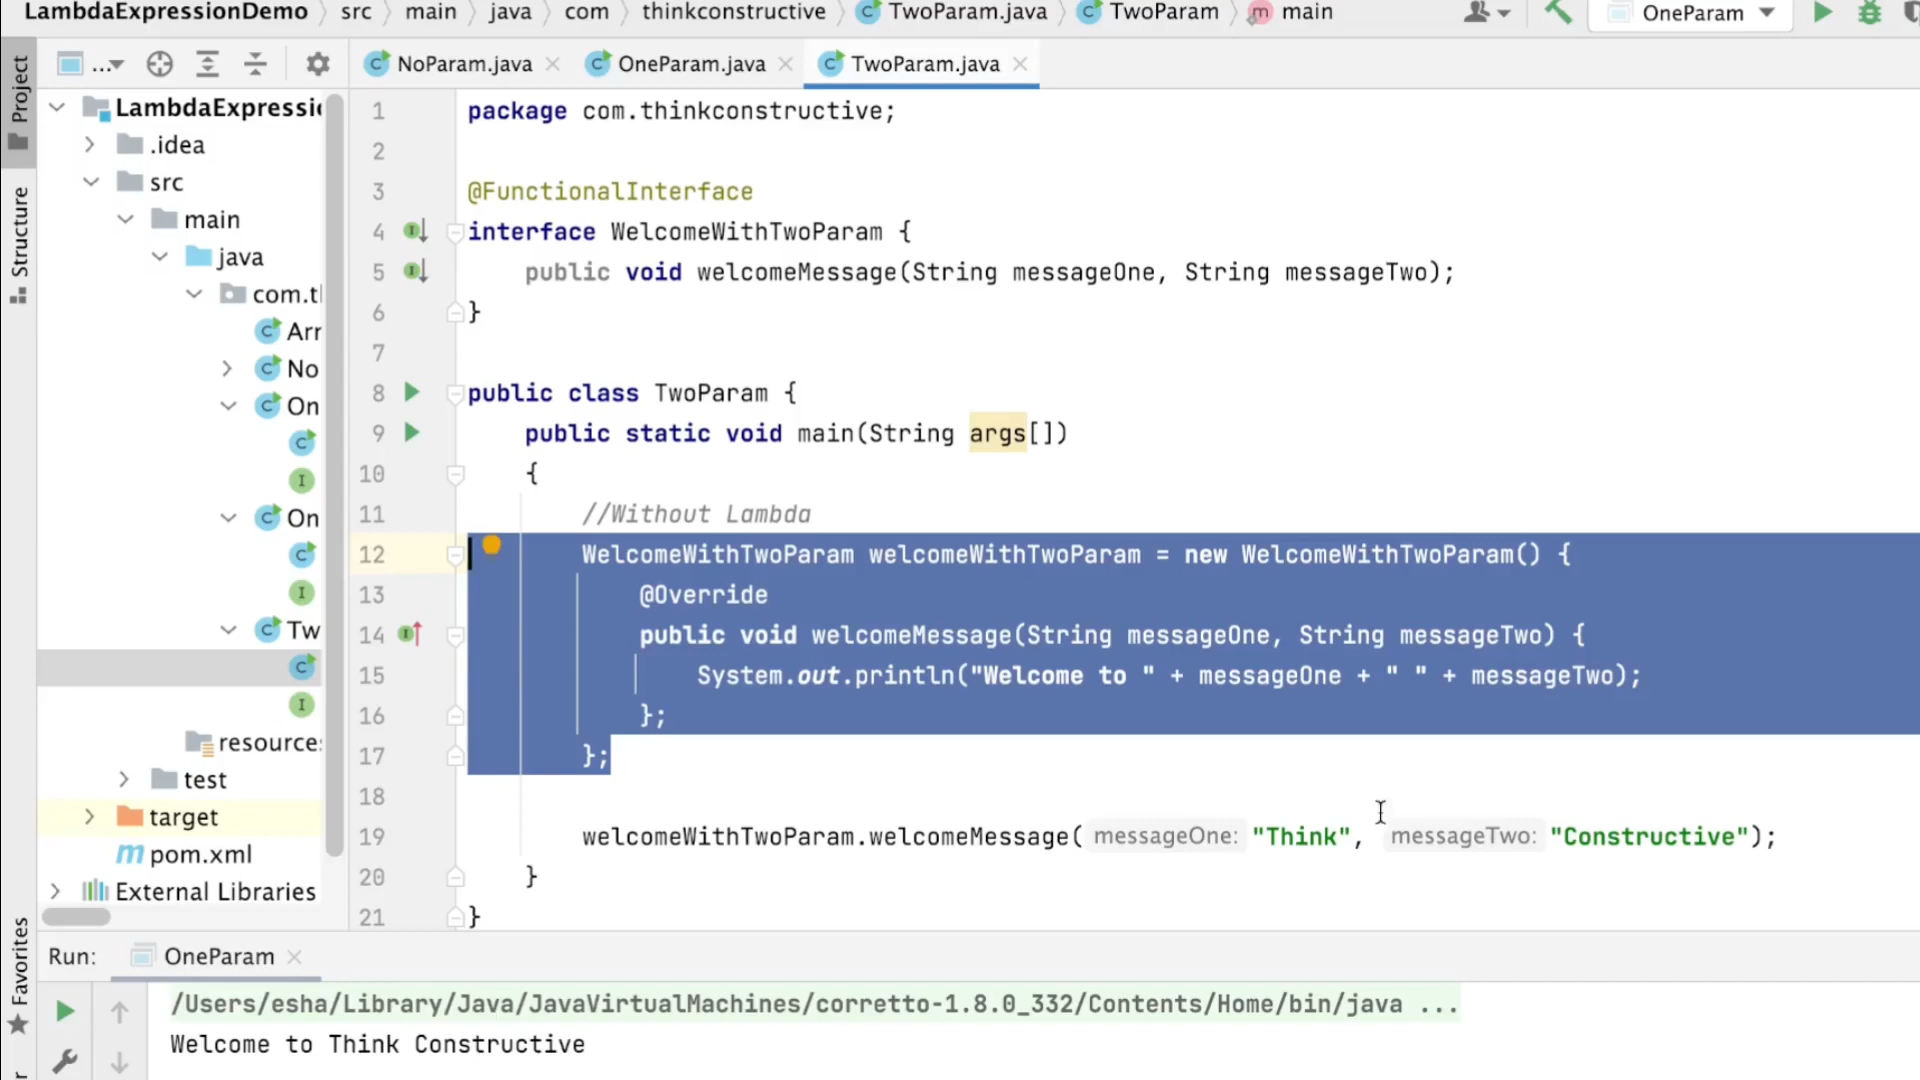 LambdaExpressionDemo src main java com thinkconstructive TwoParam.java TwoParam main OneParam
... NoParam.java OneParam.java TwoParam.java
Project
Structure
Favorites
LambdaExpressi
.idea
src
main
java
com.t
Arr
No
On
On
Tw
resource
test
target
pom.xml
External Libraries
1 package com.thinkconstructive;
2
3 @FunctionalInterface
4 interface WelcomeWithTwoParam {
5 public void welcomeMessage(String messageOne, String messageTwo);
6 }
7
8 public class TwoParam {
9 public static void main(String args[])
10 {
11 //Without Lambda
12 WelcomeWithTwoParam welcomeWithTwoParam = new WelcomeWithTwoParam() {
13 @Override
14 public void welcomeMessage(String messageOne, String messageTwo) {
15 System.out.println("Welcome to " + messageOne + " " + messageTwo);
16 };
17 };
18
19 welcomeWithTwoParam.welcomeMessage( messageOne: "Think", messageTwo: "Constructive");
20 }
21 }
Run: OneParam
/Users/esha/Library/Java/JavaVirtualMachines/corretto-1.8.0_332/Contents/Home/bin/java ...
Welcome to Think Constructive